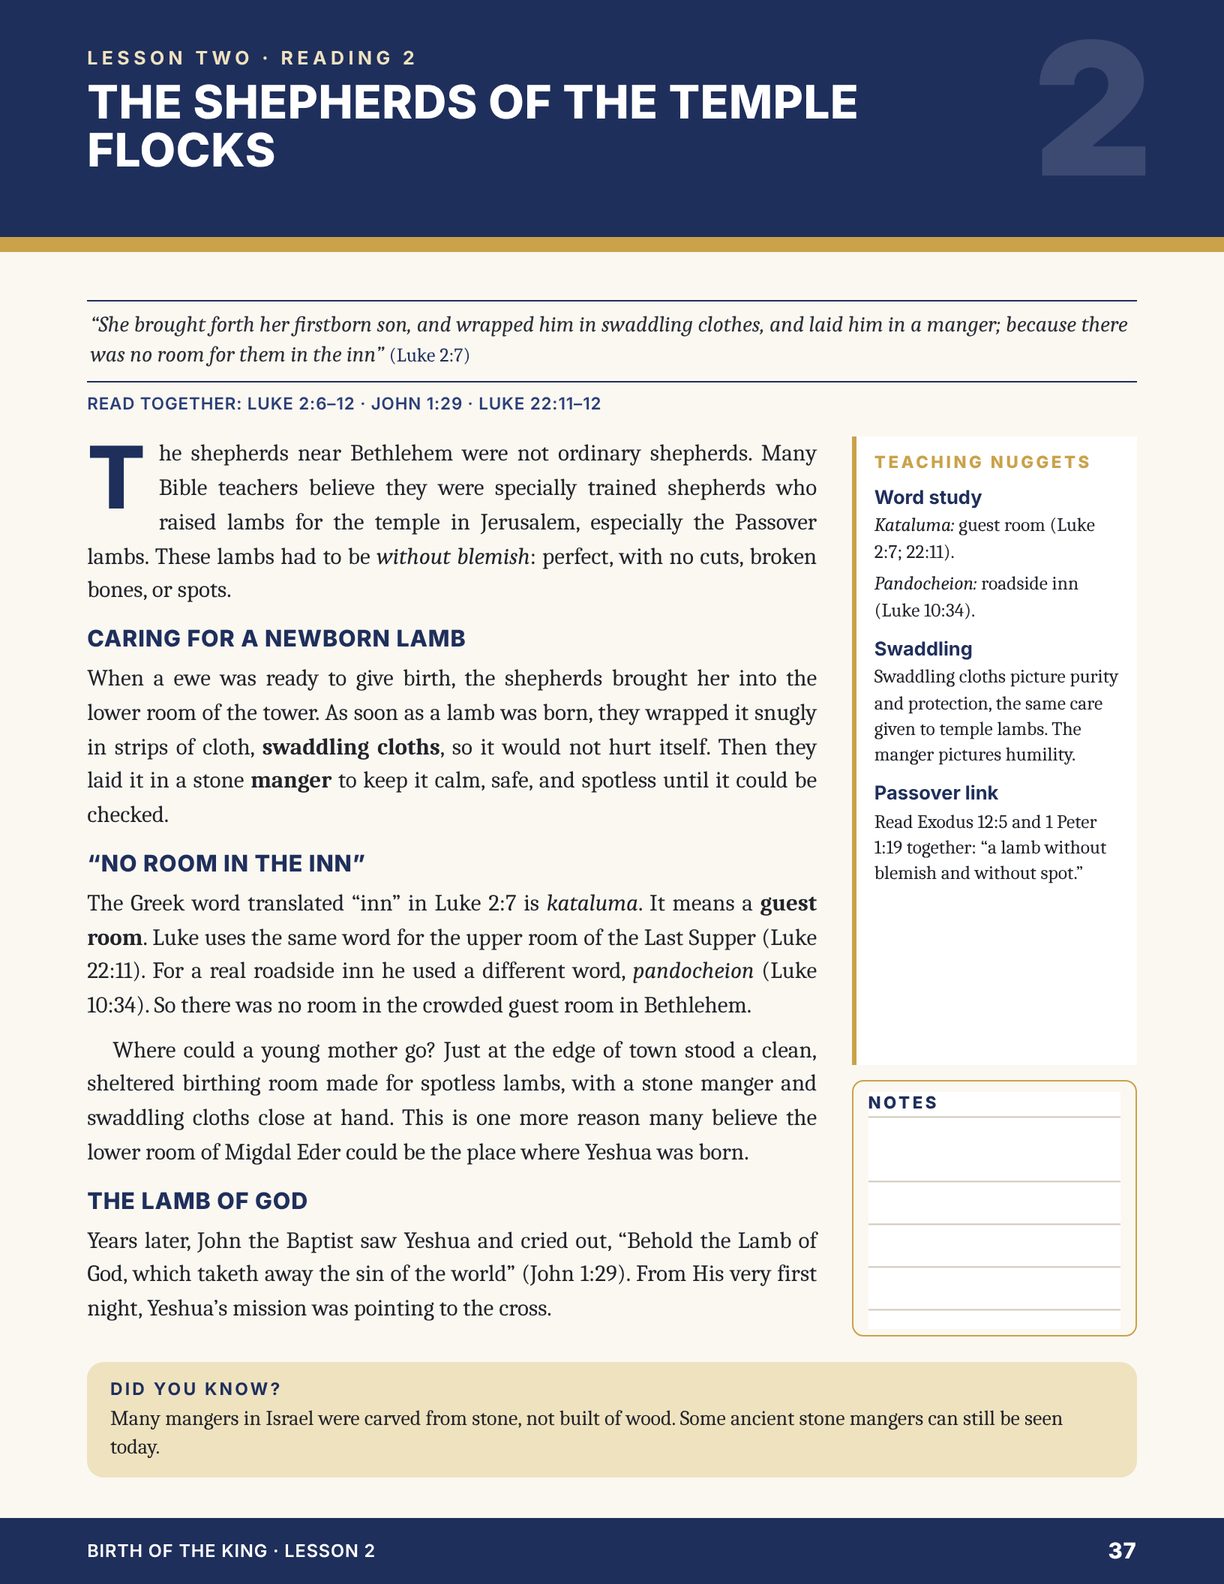 LESSON TWO · READING 2
2
THE SHEPHERDS OF THE TEMPLE
FLOCKS
“She brought forth her firstborn son, and wrapped him in swaddling clothes, and laid him in a manger; because there
was no room for them in the inn” (Luke 2:7)
READ TOGETHER: LUKE 2:6–12 · JOHN 1:29 · LUKE 22:11–12
The shepherds near Bethlehem were not ordinary shepherds. Many
Bible teachers believe they were specially trained shepherds who
raised lambs for the temple in Jerusalem, especially the Passover
lambs. These lambs had to be without blemish: perfect, with no cuts, broken
bones, or spots.
CARING FOR A NEWBORN LAMB
When a ewe was ready to give birth, the shepherds brought her into the
lower room of the tower. As soon as a lamb was born, they wrapped it snugly
in strips of cloth, swaddling cloths, so it would not hurt itself. Then they
laid it in a stone manger to keep it calm, safe, and spotless until it could be
checked.
“NO ROOM IN THE INN”
The Greek word translated “inn” in Luke 2:7 is kataluma. It means a guest
room. Luke uses the same word for the upper room of the Last Supper (Luke
22:11). For a real roadside inn he used a different word, pandocheion (Luke
10:34). So there was no room in the crowded guest room in Bethlehem.
Where could a young mother go? Just at the edge of town stood a clean,
sheltered birthing room made for spotless lambs, with a stone manger and
swaddling cloths close at hand. This is one more reason many believe the
lower room of Migdal Eder could be the place where Yeshua was born.
THE LAMB OF GOD
Years later, John the Baptist saw Yeshua and cried out, “Behold the Lamb of
God, which taketh away the sin of the world” (John 1:29). From His very first
night, Yeshua’s mission was pointing to the cross.
TEACHING NUGGETS
Word study
Kataluma: guest room (Luke
2:7; 22:11).
Pandocheion: roadside inn
(Luke 10:34).
Swaddling
Swaddling cloths picture purity
and protection, the same care
given to temple lambs. The
manger pictures humility.
Passover link
Read Exodus 12:5 and 1 Peter
1:19 together: “a lamb without
blemish and without spot.”
NOTES
DID YOU KNOW?
Many mangers in Israel were carved from stone, not built of wood. Some ancient stone mangers can still be seen
today.
BIRTH OF THE KING · LESSON 2
37